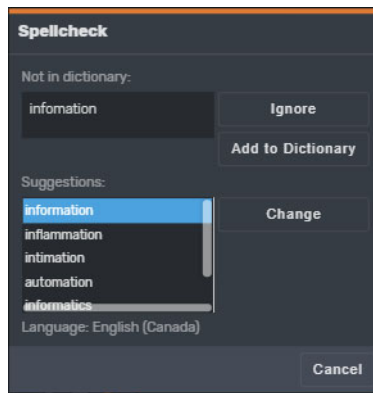 Spellcheck
Not in dictionary:
infomation
Ignore
Add to Dictionary
Suggestions:
information
inflammation
intimation
automation
informatics
Change
Language: English (Canada)
Cancel